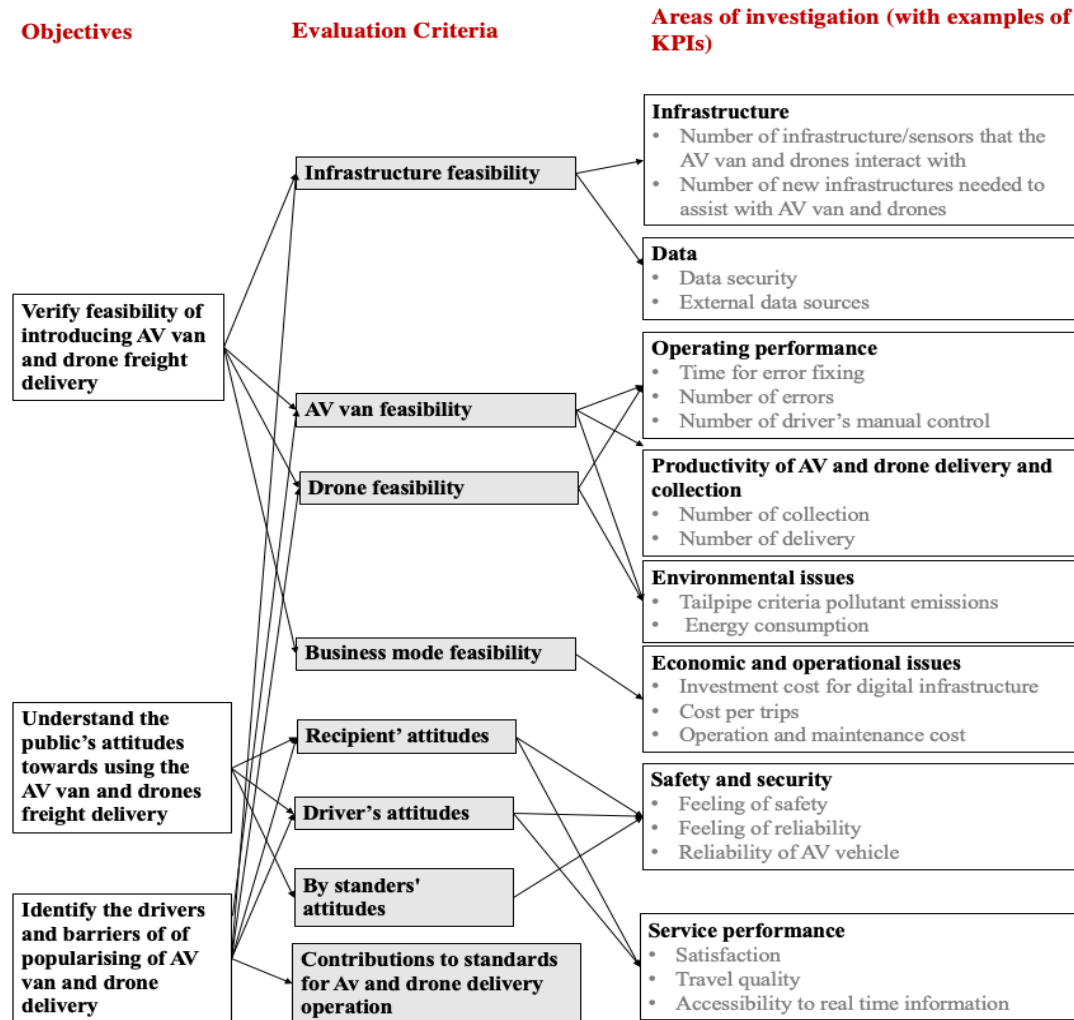 Objectives
Evaluation Criteria
Areas of investigation (with examples of
KPIs)
Verify feasibility of
introducing AV van
and drone freight
delivery
Understand the
public's attitudes
towards using the
AV van and drones
freight delivery
Identify the drivers
and barriers of of
popularising of AV
van and drone
delivery
Infrastructure feasibility
AV van feasibility
Drone feasibility
Business mode feasibility
Recipient' attitudes
Driver's attitudes
By standers'
attitudes
Contributions to standards
for Av and drone delivery
operation
Infrastructure
• Number of infrastructure/sensors that the
AV van and drones interact with
• Number of new infrastructures needed to
assist with AV van and drones
Data
• Data security
• External data sources
Operating performance
• Time for error fixing
• Number of errors
• Number of driver's manual control
Productivity of AV and drone delivery and
collection
• Number of collection
• Number of delivery
Environmental issues
• Tailpipe criteria pollutant emissions
• Energy consumption
Economic and operational issues
• Investment cost for digital infrastructure
• Cost per trips
• Operation and maintenance cost
Safety and security
• Feeling of safety
• Feeling of reliability
• Reliability of AV vehicle
Service performance
• Satisfaction
• Travel quality
• Accessibility to real time information